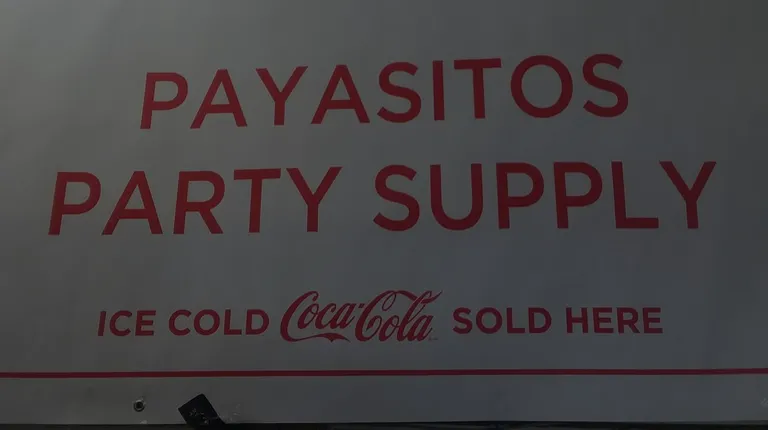 PAYASITOS
PARTY SUPPLY
ICE COLD Coca-Cola SOLD HERE